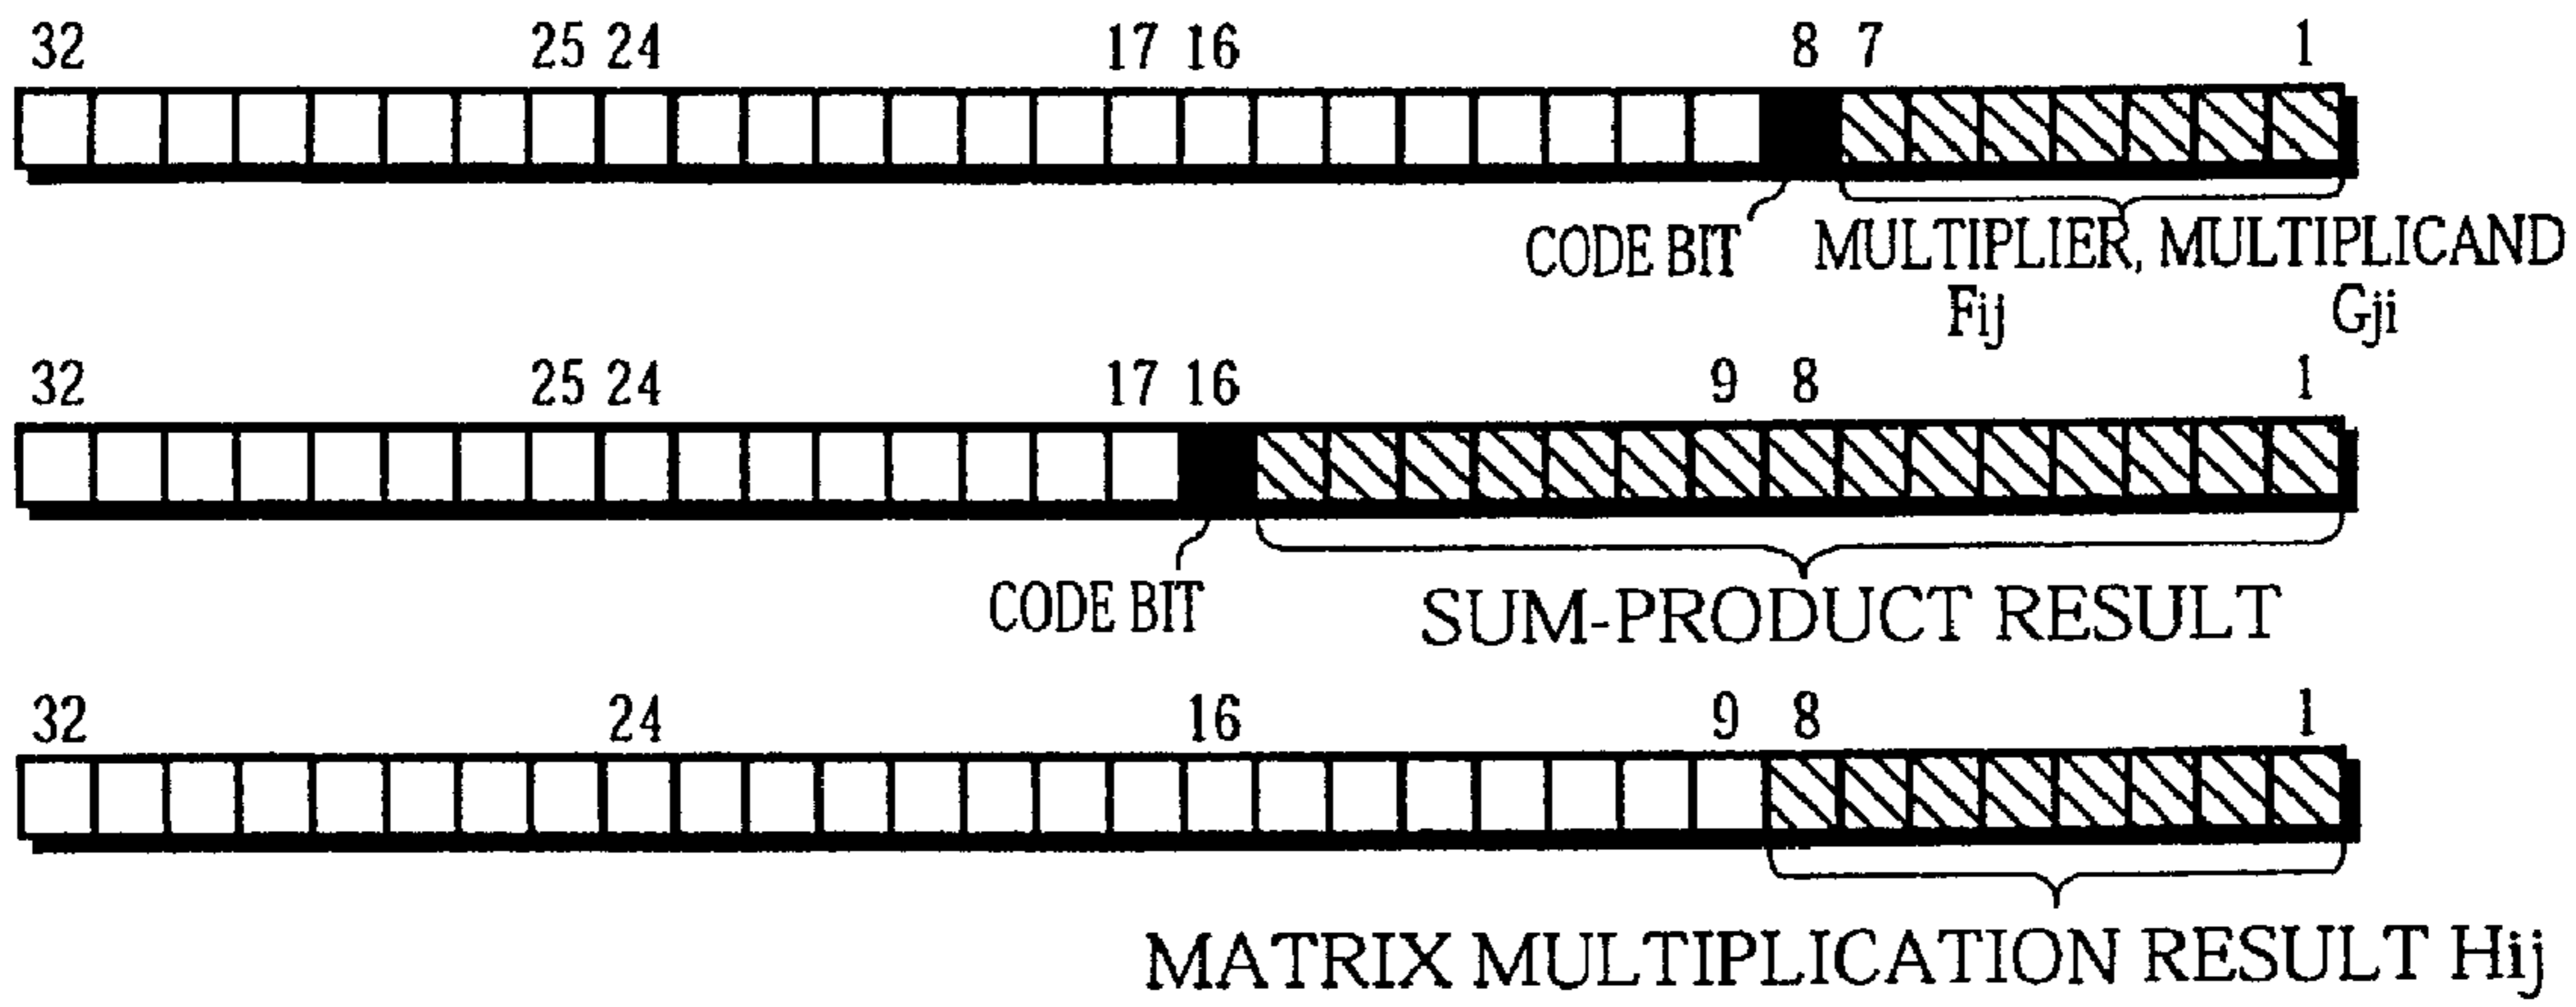 32 25 24 17 16 8 7 1
CODE BIT MULTIPLIER, MULTIPLICAND
Fij Gji
32 25 24 17 16 9 8 1
CODE BIT SUM-PRODUCT RESULT
32 24 16 9 8 1
MATRIX MULTIPLICATION RESULT Hij